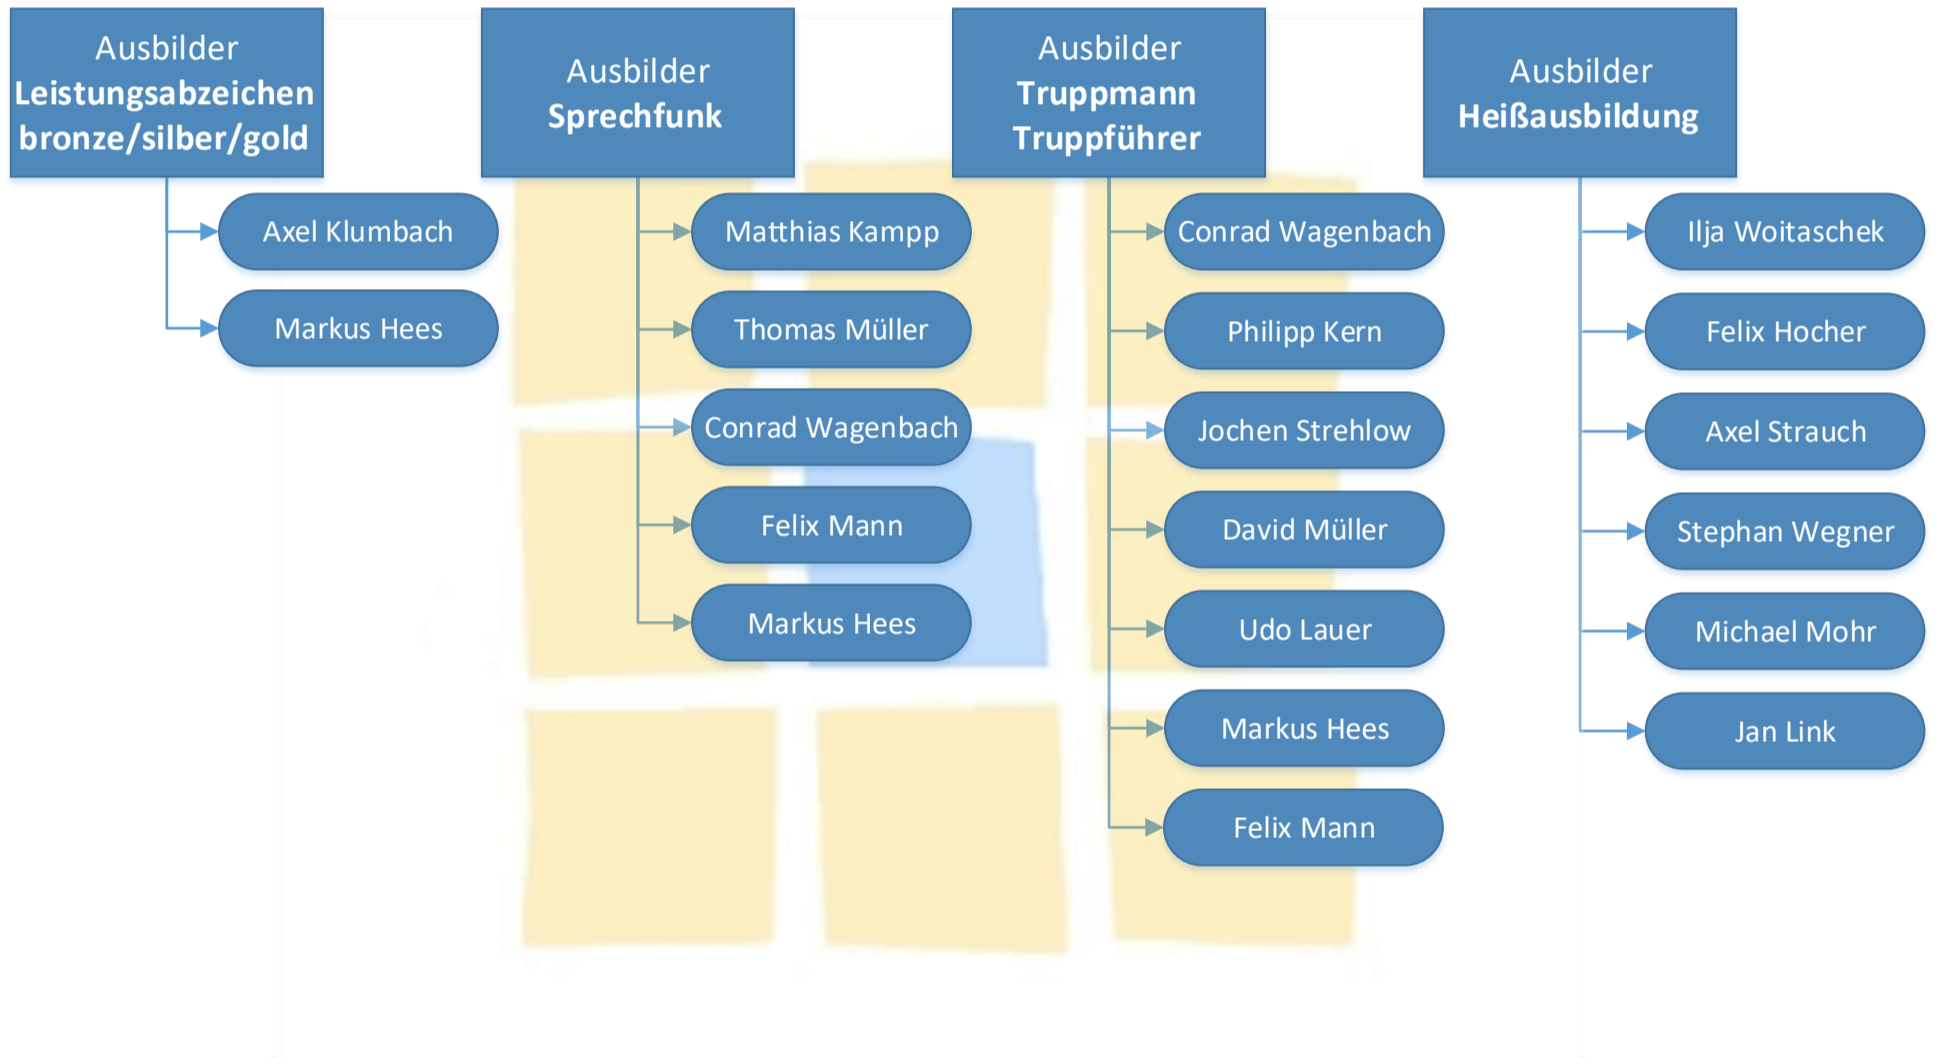 Ausbilder
Leistungsabzeichen
bronze/silber/gold
Axel Klumbach
Markus Hees
Ausbilder
Sprechfunk
Matthias Kampp
Thomas Müller
Conrad Wagenbach
Felix Mann
Markus Hees
Ausbilder
Truppmann
Truppführer
Conrad Wagenbach
Philipp Kern
Jochen Strehlow
David Müller
Udo Lauer
Markus Hees
Felix Mann
Ausbilder
Heißausbildung
Ilja Woitaschek
Felix Hocher
Axel Strauch
Stephan Wegner
Michael Mohr
Jan Link